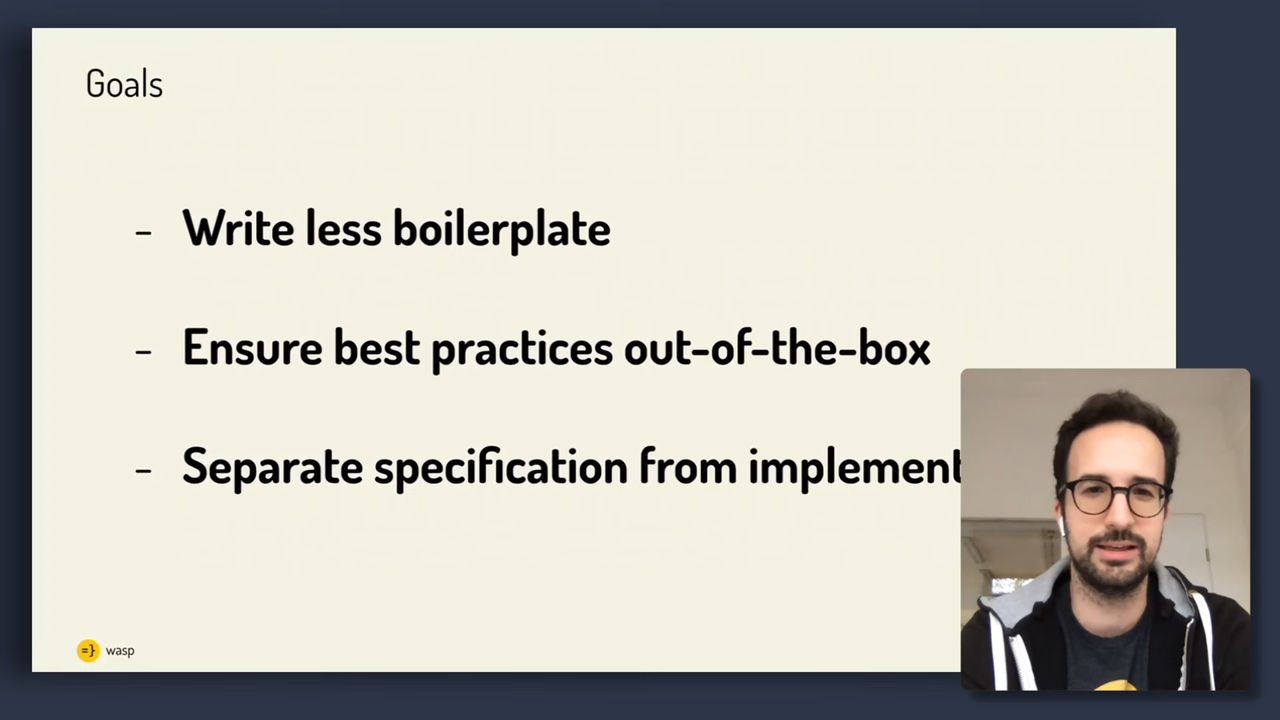 Goals
- Write less boilerplate
- Ensure best practices out-of-the-box
- Separate specification from implement
=} wasp